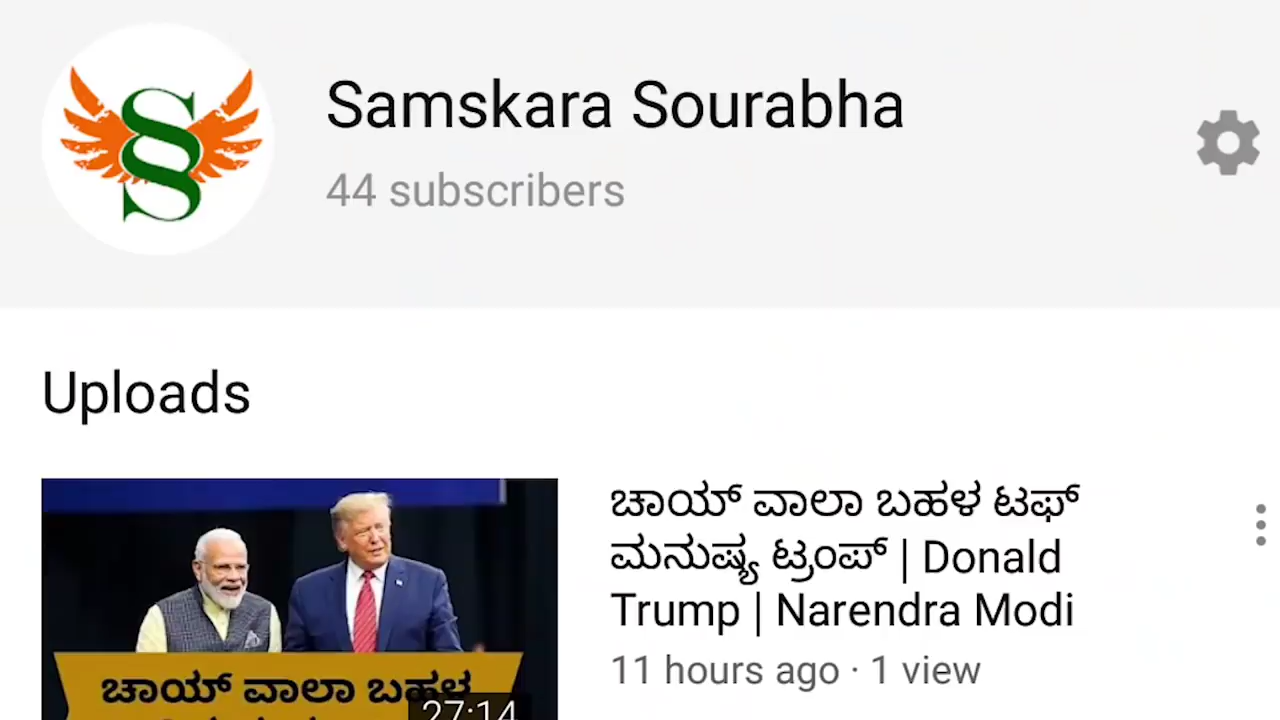 Samskara Sourabha
44 subscribers
Uploads
ಚಾಯ್ ವಾಲಾ ಬಹಳ ಟಫ್
ಮನುಷ್ಯ ಟ್ರಂಪ್ | Donald
Trump | Narendra Modi
11 hours ago · 1 view
ಚಾಯ್ ವಾಲಾ ಬಹಳ
27:14